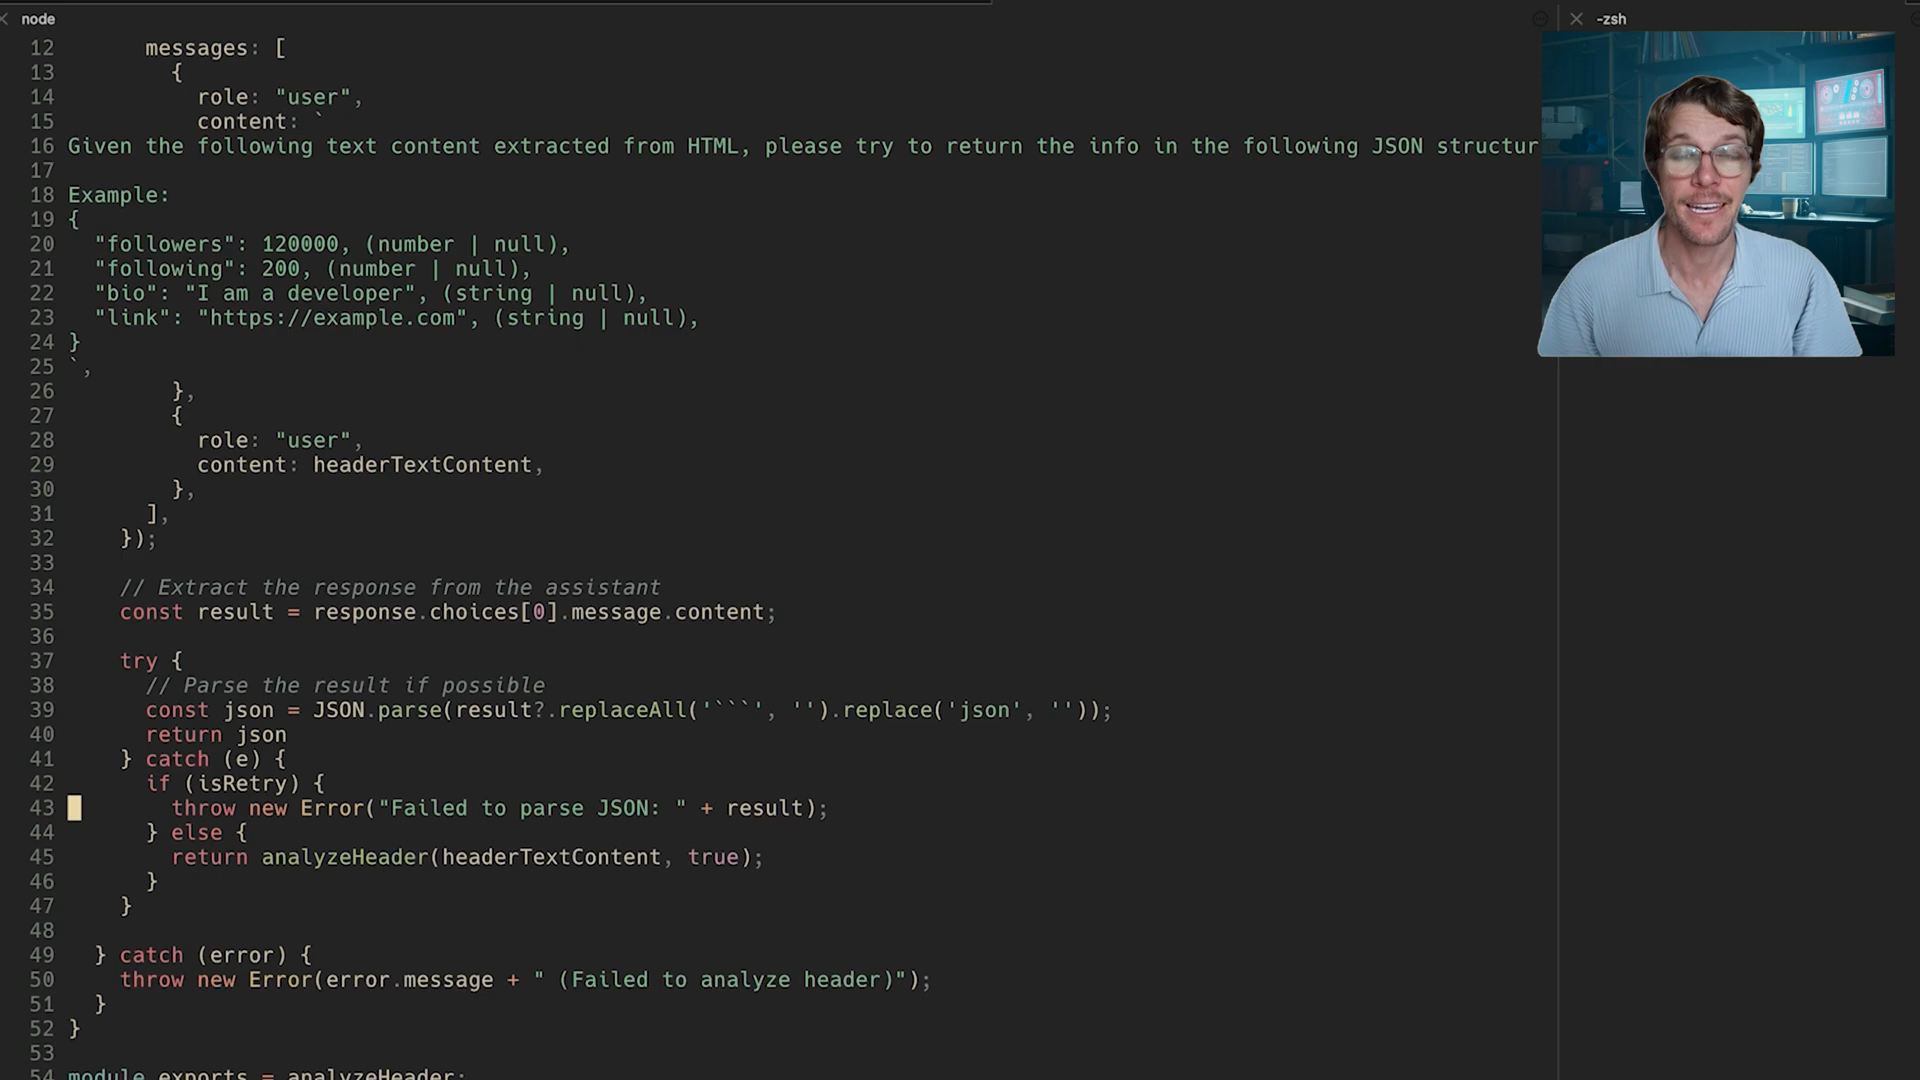 node
-zsh
12 messages: [
13 {
14 role: "user",
15 content: `
16 Given the following text content extracted from HTML, please try to return the info in the following JSON structur
17
18 Example:
19 {
20 "followers": 120000, (number | null),
21 "following": 200, (number | null),
22 "bio": "I am a developer", (string | null),
23 "link": "https://example.com", (string | null),
24 }
25 `,
26 },
27 {
28 role: "user",
29 content: headerTextContent,
30 },
31 ],
32 });
33
34 // Extract the response from the assistant
35 const result = response.choices[0].message.content;
36
37 try {
38 // Parse the result if possible
39 const json = JSON.parse(result?.replaceAll('```', '').replace('json', ''));
40 return json
41 } catch (e) {
42 if (isRetry) {
43 throw new Error("Failed to parse JSON: " + result);
44 } else {
45 return analyzeHeader(headerTextContent, true);
46 }
47 }
48
49 } catch (error) {
50 throw new Error(error.message + " (Failed to analyze header)");
51 }
52 }
53
54 module.exports = analyzeHeader;